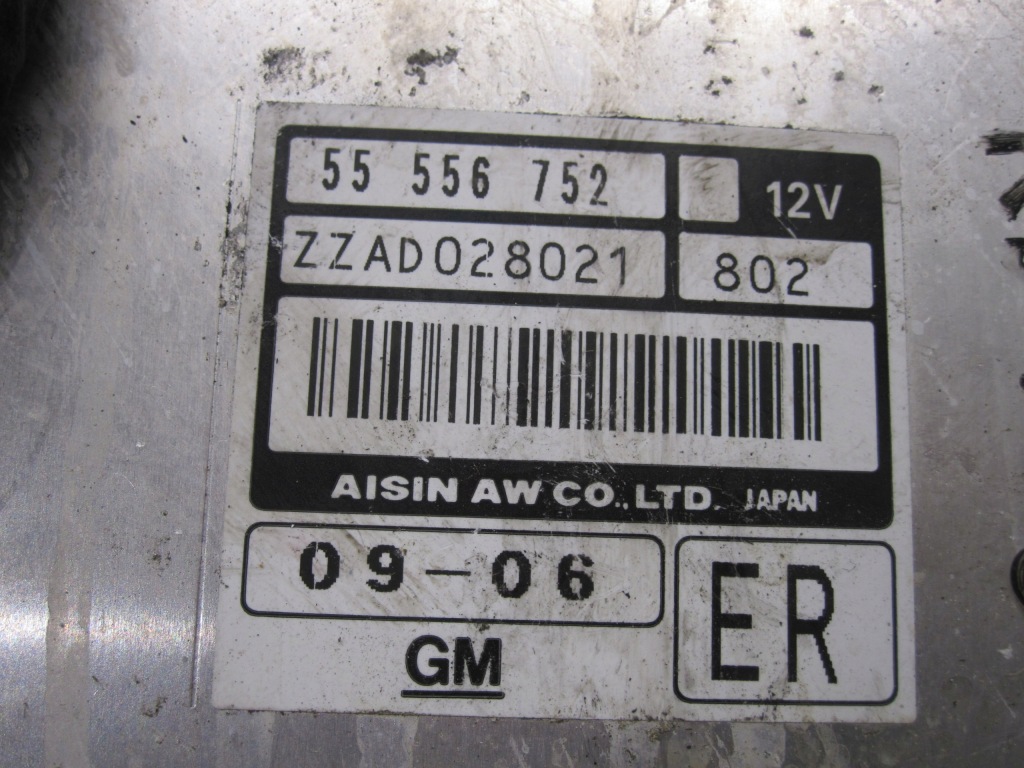 55 556 752
12V
ZZAD028021
802
AISIN AW CO.,LTD. JAPAN
09-06
ER
GM